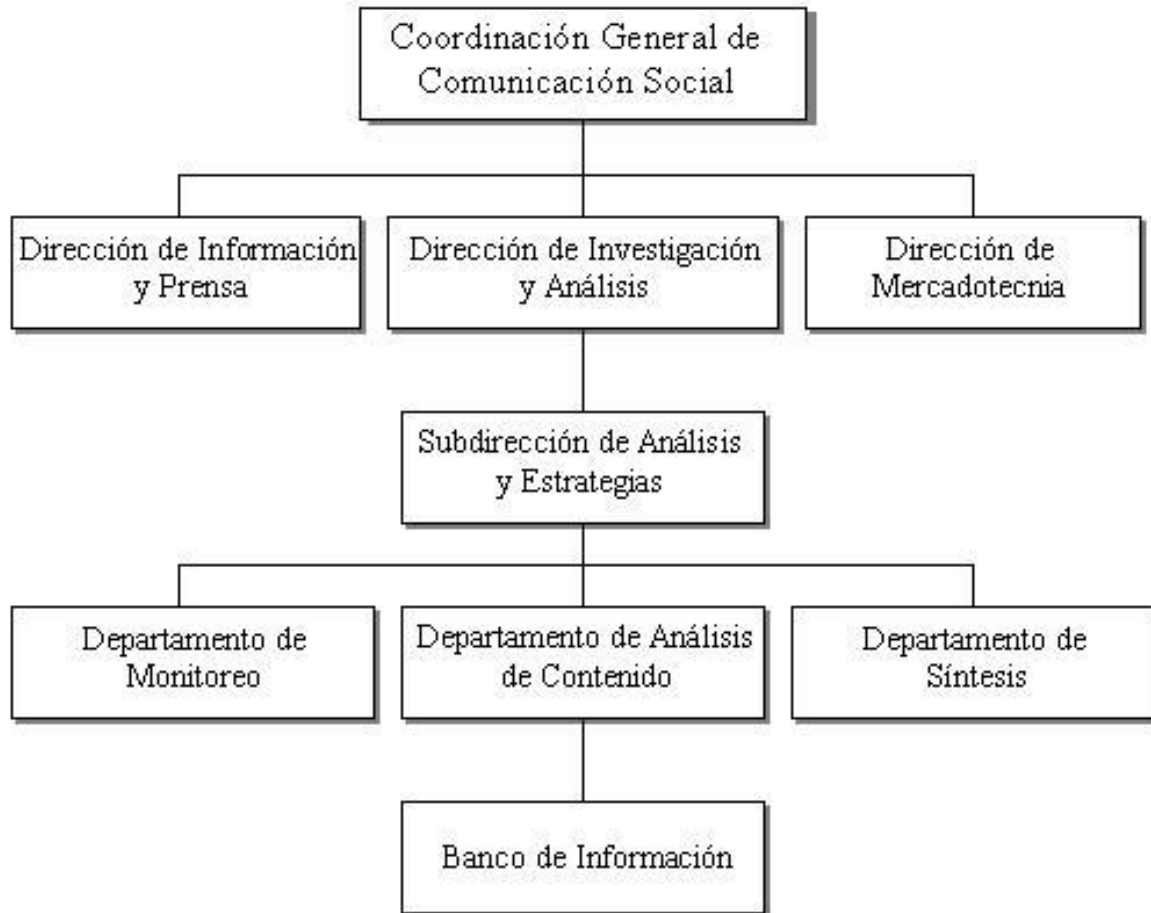 Coordinación General de
Comunicación Social
Dirección de Información
y Prensa
Dirección de Investigación
y Análisis
Dirección de
Mercadotecnia
Subdirección de Análisis
y Estrategias
Departamento de
Monitoreo
Departamento de Análisis
de Contenido
Departamento de
Síntesis
Banco de Información